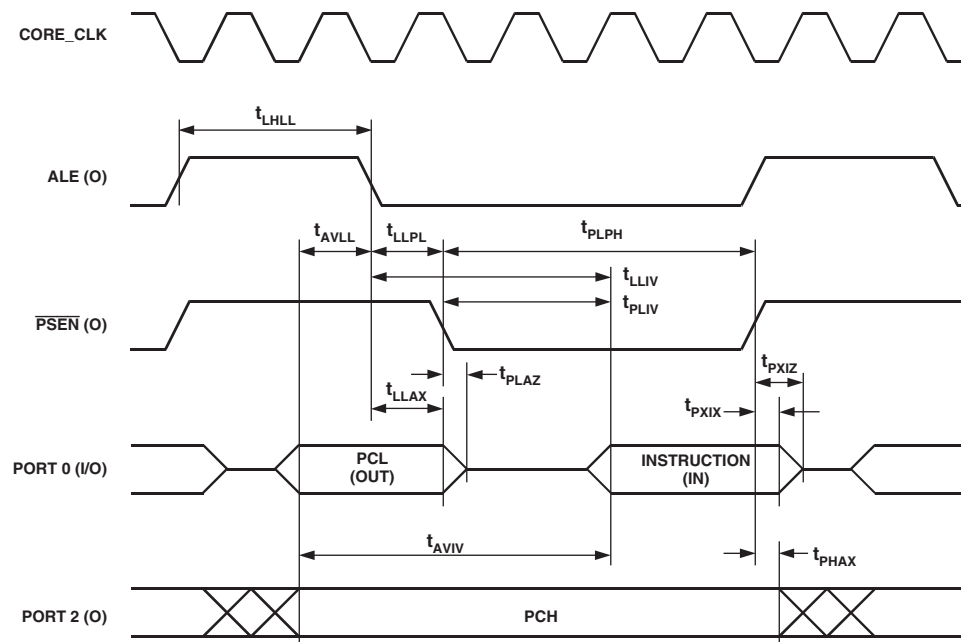 CORE_CLK
t_LHLL
ALE (O)
t_AVLL t_LLPL t_PLPH
t_LLIV
t_PLIV
PSEN (O)
t_PLAZ t_PXIZ
t_LLAX
t_PXIX
PORT 0 (I/O)
PCL
(OUT)
INSTRUCTION
(IN)
t_AVIV
t_PHAX
PORT 2 (O)
PCH